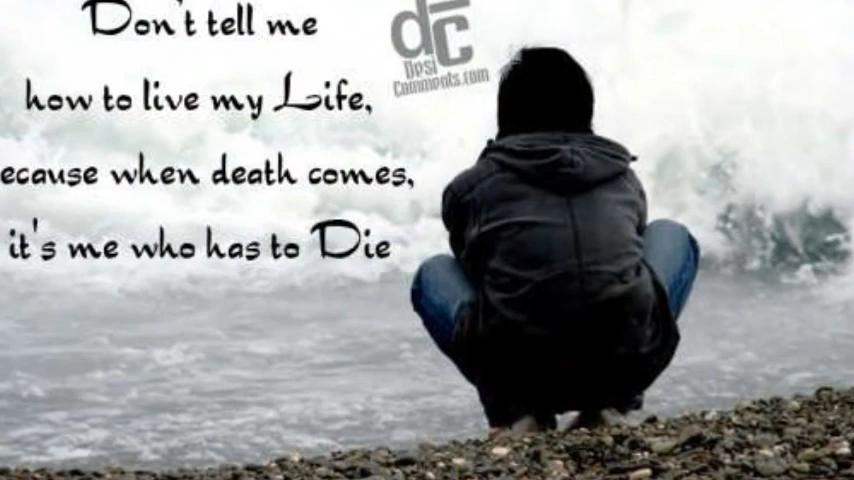 Don't tell me
how to live my Life,
ecause when death comes,
it's me who has to Die
dc
Desi
Comments.com